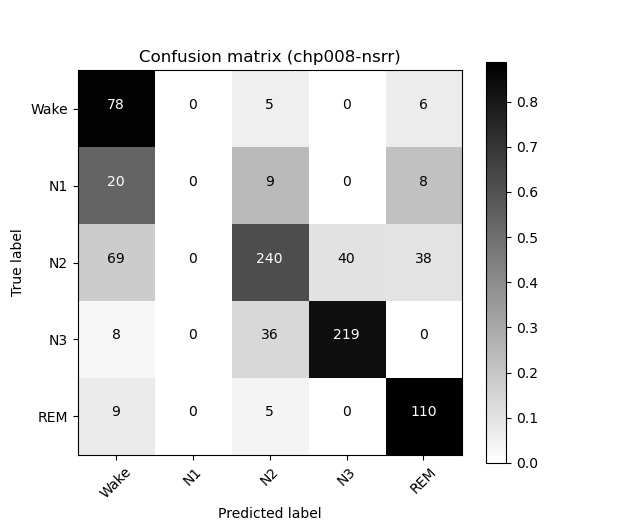 Confusion matrix (chp008-nsrr)
True label
Wake 78 0 5 0 6
N1 20 0 9 0 8
N2 69 0 240 40 38
N3 8 0 36 219 0
REM 9 0 5 0 110
Wake N1 N2 N3 REM
Predicted label
0.8
0.7
0.6
0.5
0.4
0.3
0.2
0.1
0.0